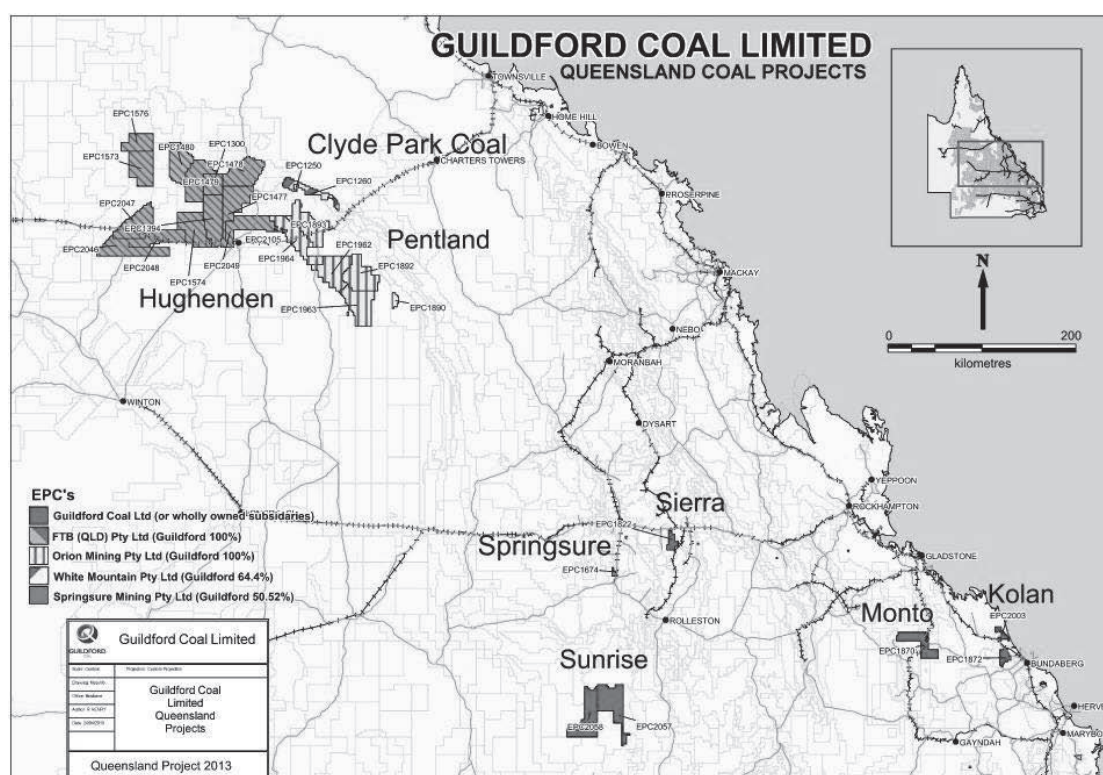 GUILDFORD COAL LIMITED
QUEENSLAND COAL PROJECTS
TOWNSVILLE
HOME HILL
BOWEN
EPC1576
EPC1573
EPC1480
EPC1300
EPC1478
EPC1479
Clyde Park Coal
CHARTERS TOWERS
EPC1250
EPC1260
PROSERPINE
EPC1477
EPC2047
EPC1394
EPC2046
EPC2048
EPC1574
EPC2049
EPC2105
EPC1893
EPC1964
EPC1962
EPC1892
Pentland
EPC1963
EPC1890
Hughenden
MACKAY
N
200
kilometres
NEBO
MORANBAH
WINTON
DYSART
YEPPOON
ROCKHAMPTON
EPC's
Guildford Coal Ltd (or wholly owned subsidaries)
FTB (QLD) Pty Ltd (Guildford 100%)
Orion Mining Pty Ltd (Guildford 100%)
White Mountain Pty Ltd (Guildford 64.4%)
Springsure Mining Pty Ltd (Guildford 50.52%)
Sierra
EPC1822
Springsure
EPC1674
GLADSTONE
Kolan
EPC2003
Monto
EPC1870
EPC1872
BUNDABERG
ROLLESTON
Sunrise
EPC2058
EPC2057
HERVE
MARYBO
GAYNDAH
GUILDFORD
Guildford Coal Limited
Guildford Coal
Limited
Queensland
Projects
Queensland Project 2013